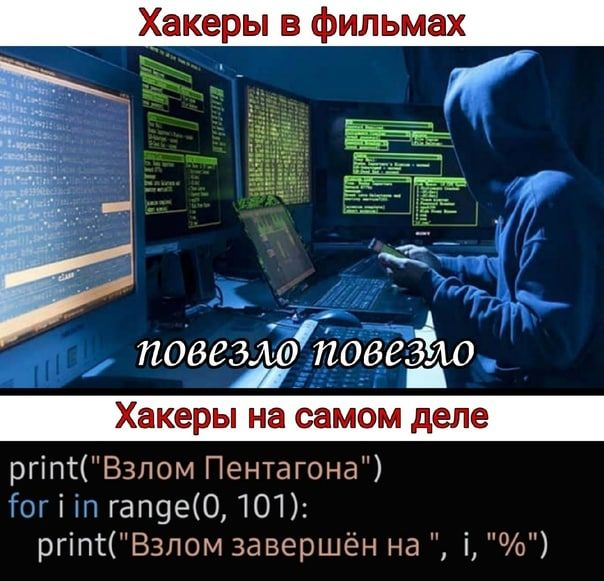 Хакеры в фильмах
повезло повезло
Хакеры на самом деле
print("Взлом Пентагона")
for i in range(0, 101):
print("Взлом завершён на ", i, "%")